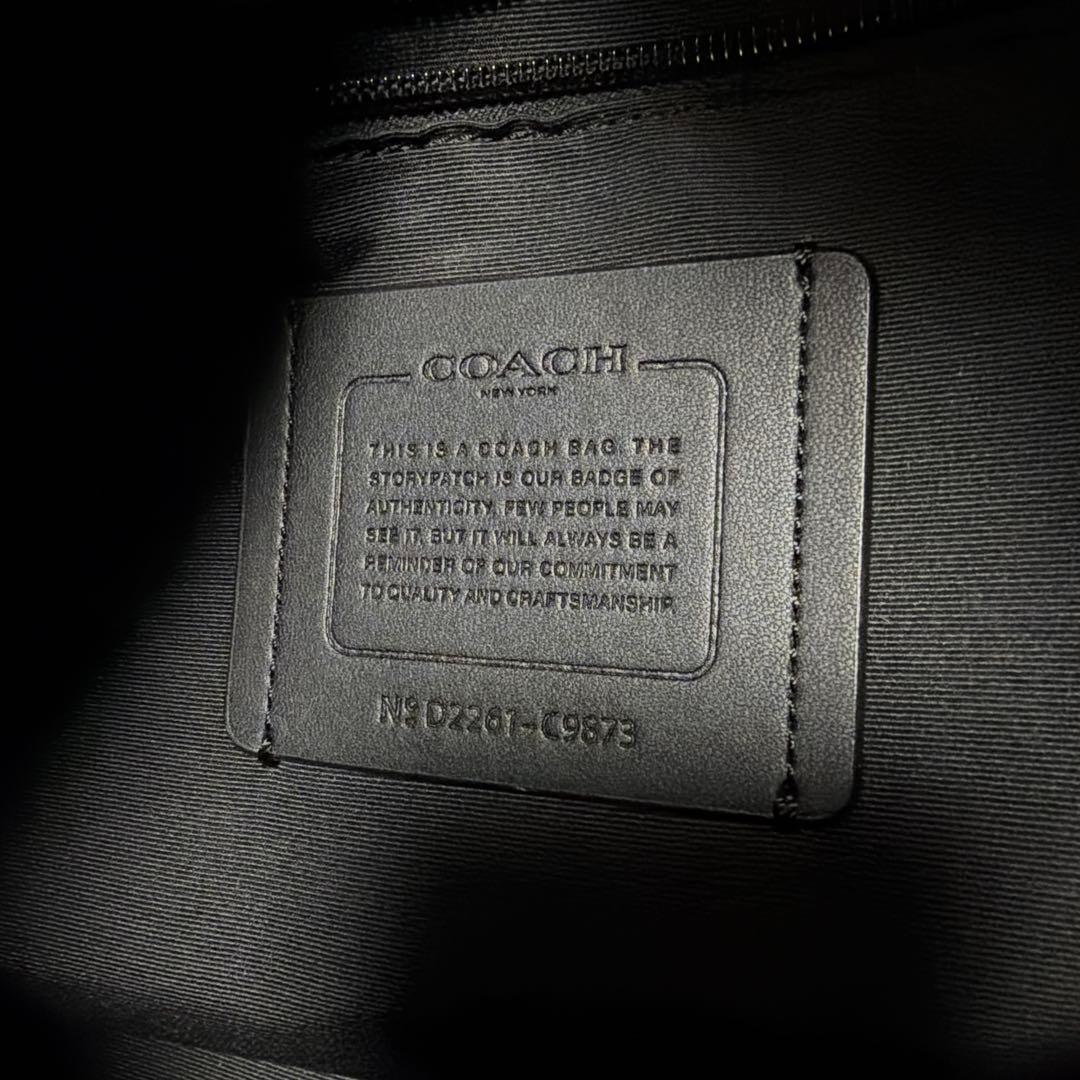 COACH
NEW YORK
THIS IS A COACH BAG. THE
STORYPATCH IS OUR BADGE OF
AUTHENTICITY. FEW PEOPLE MAY
SEE IT, BUT IT WILL ALWAYS BE A
REMINDER OF OUR COMMITMENT
TO QUALITY AND CRAFTSMANSHIP.
Nº D2261-C9873